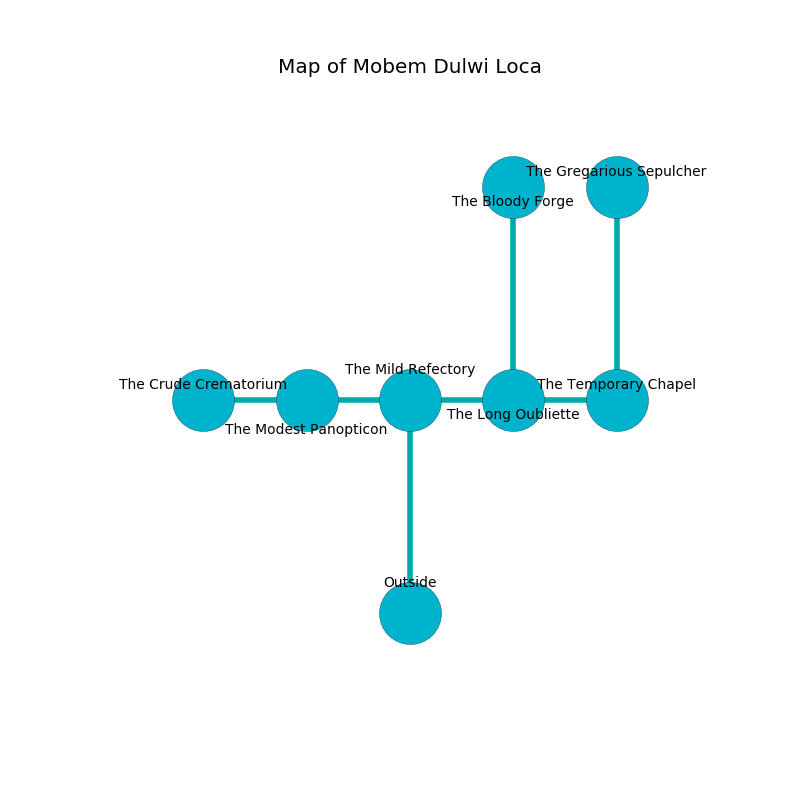 Map of Mobem Dulwi Loca
The Gregarious Sepulcher
The Bloody Forge
The Mild Refectory
The Crude Crematorium
The Temporary Chapel
The Long Oubliette
The Modest Panopticon
Outside